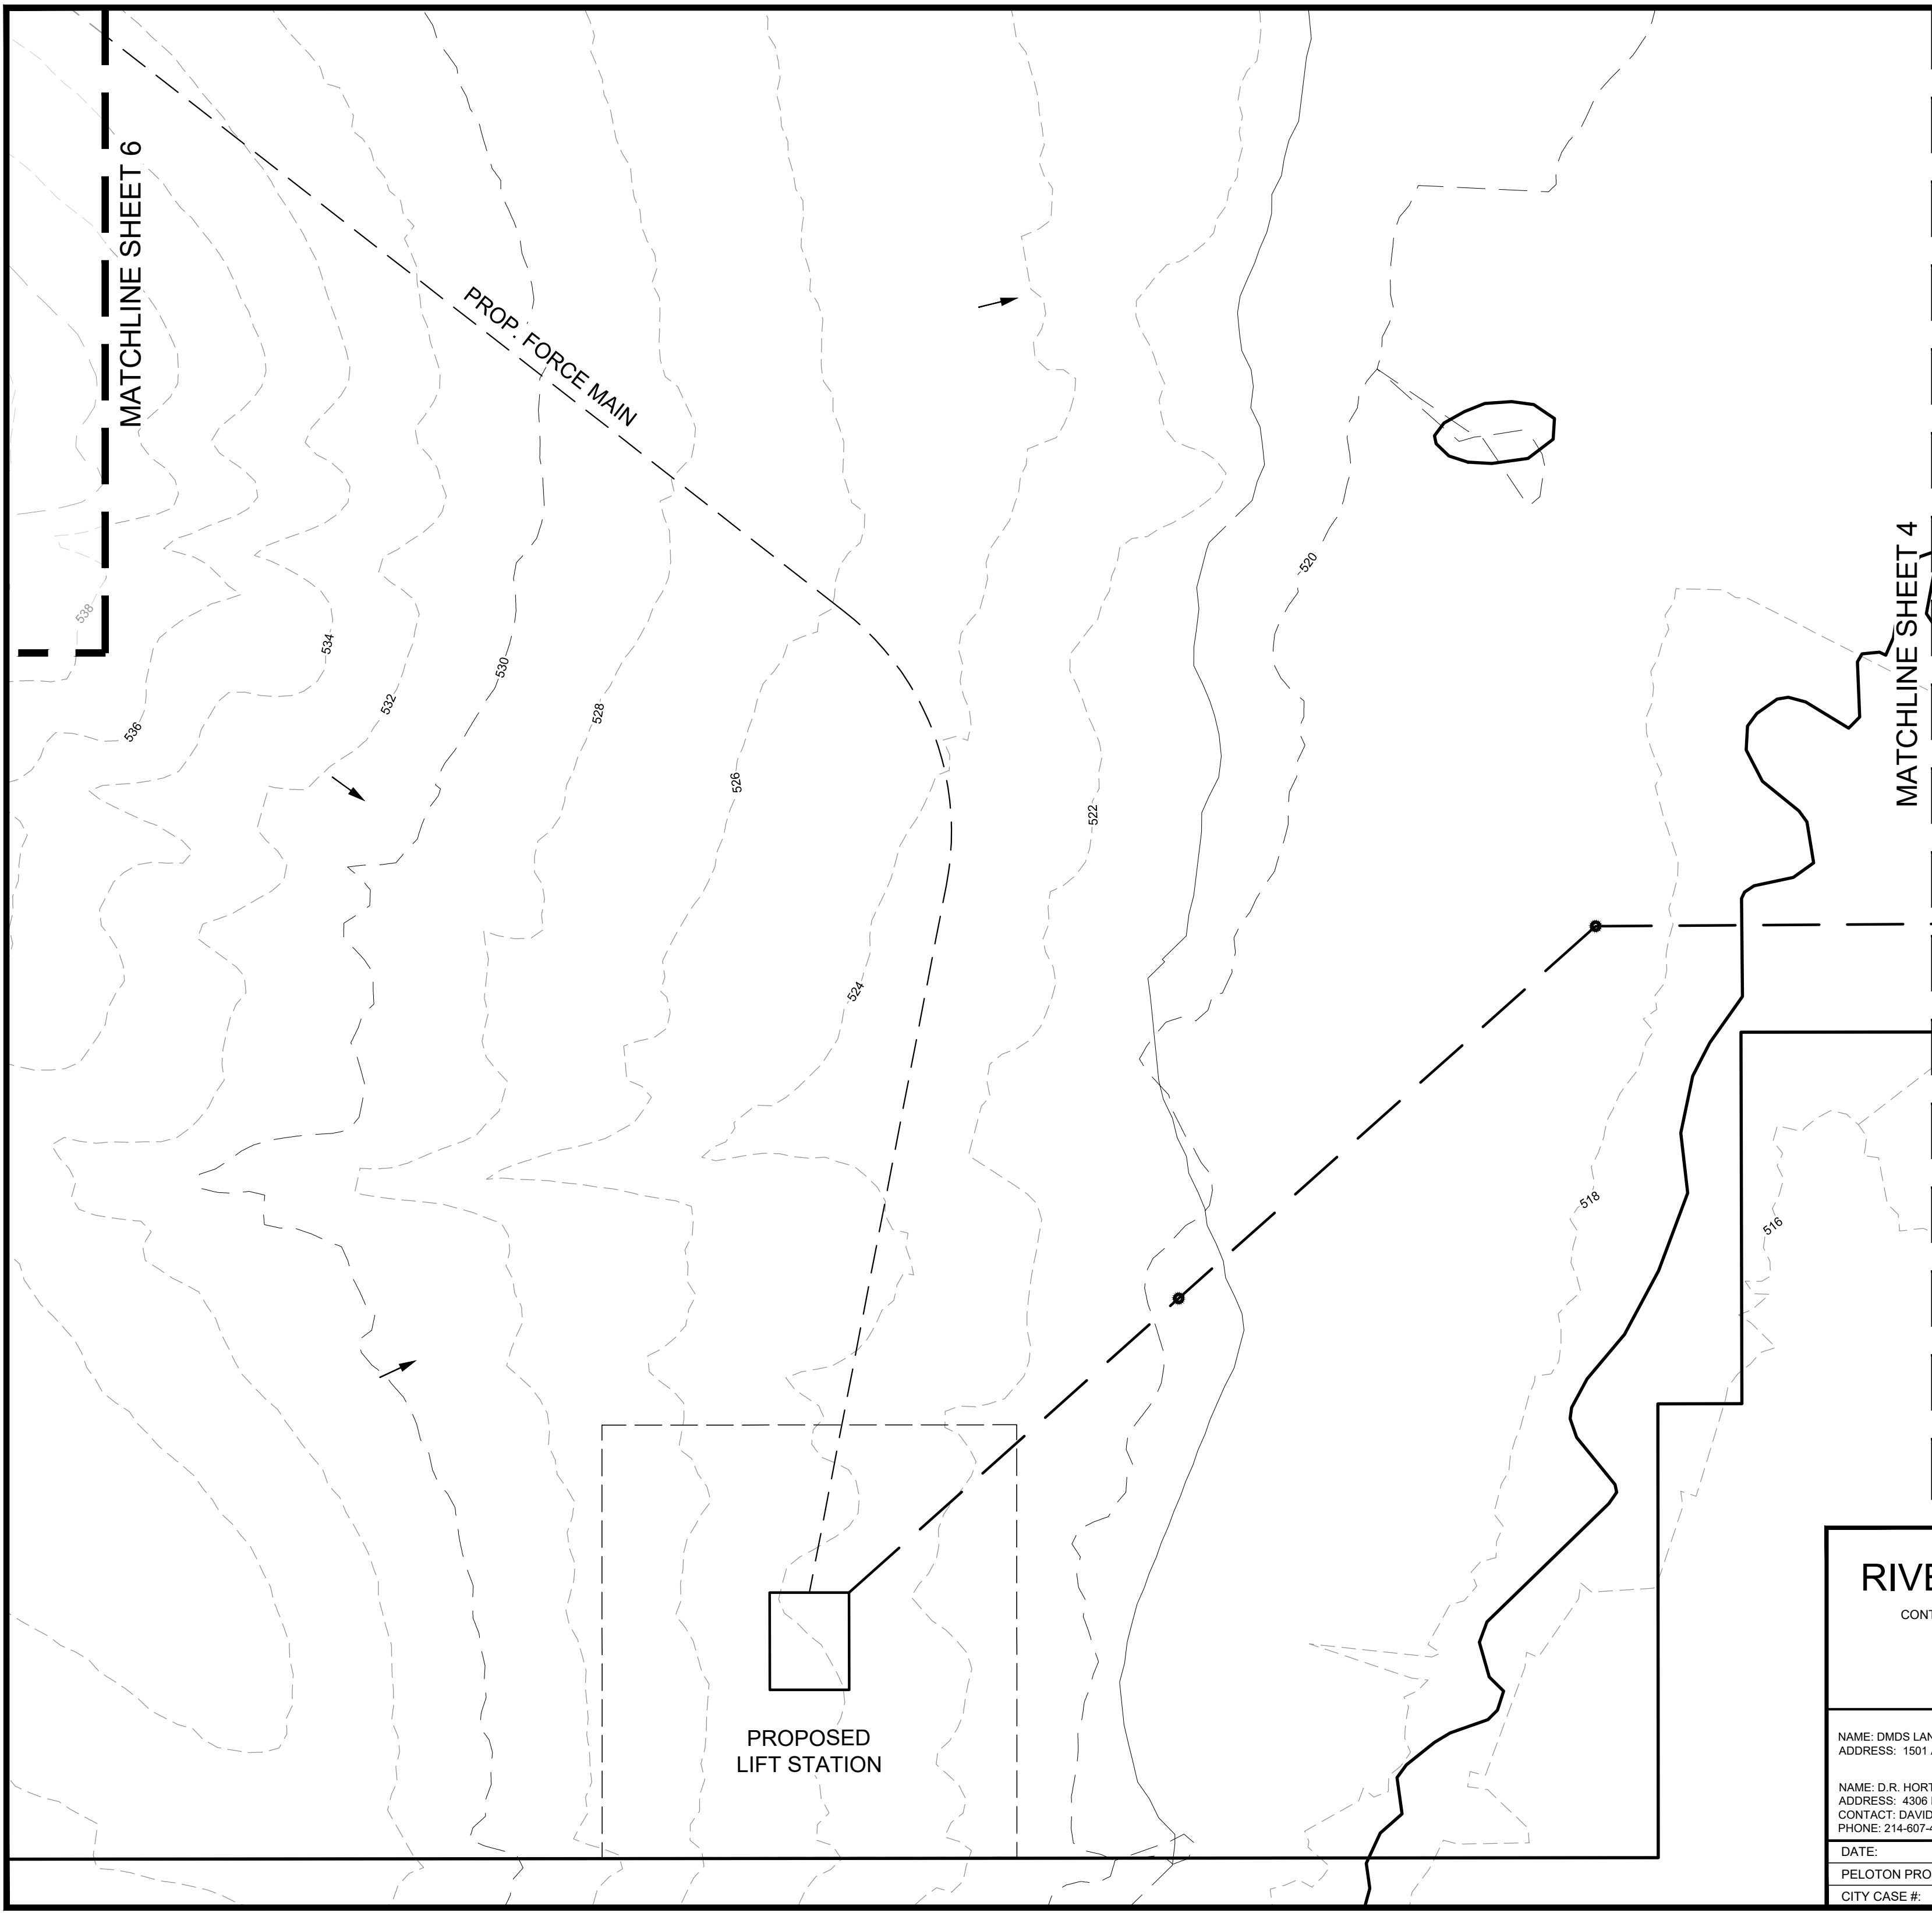 MATCHLINE SHEET 6
PROP. FORCE MAIN
520
MATCHLINE SHEET 4
538
534
530
532
528
536
526
522
524
518
516
PROPOSED
LIFT STATION
RIVE
CONT
NAME: DMDS LAN
ADDRESS: 1501
NAME: D.R. HORT
ADDRESS: 4306
CONTACT: DAVID
PHONE: 214-607-4
DATE:
PELOTON PRO
CITY CASE #: